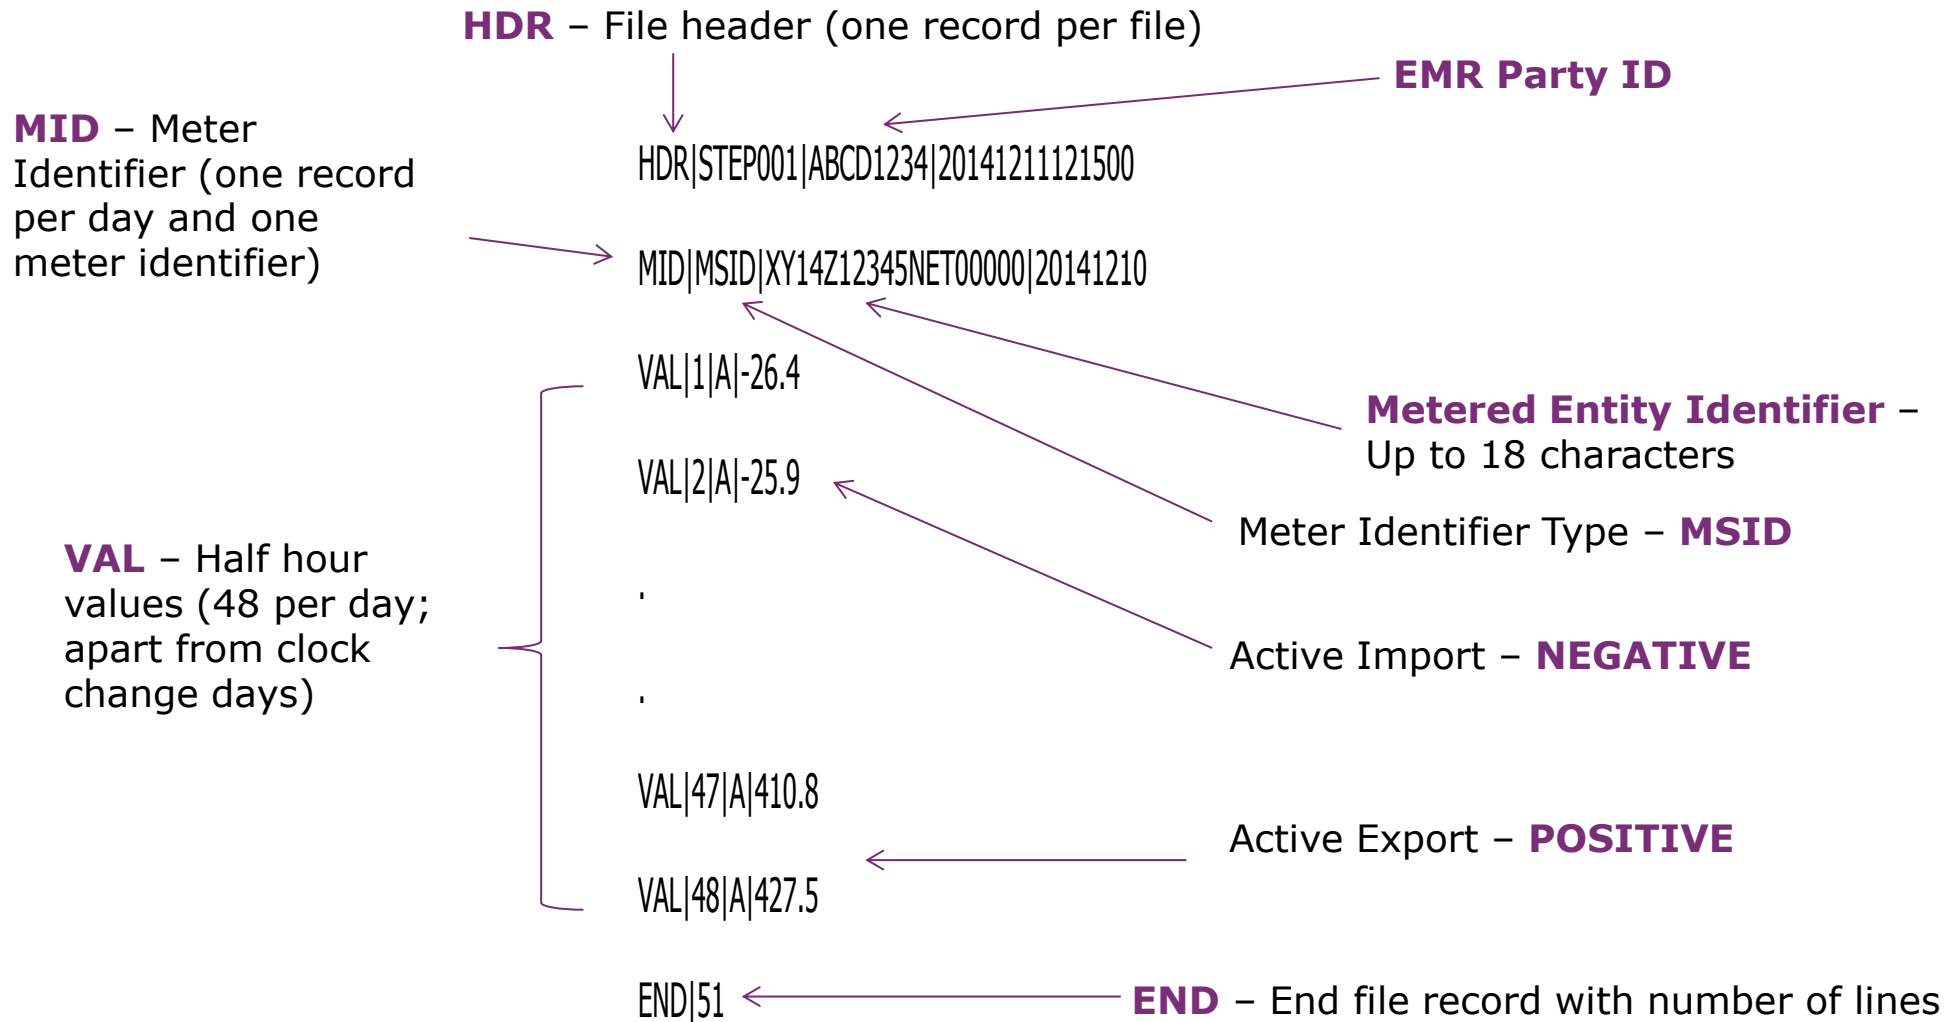 HDR – File header (one record per file)
EMR Party ID
MID – Meter
Identifier (one record
per day and one
meter identifier)
HDR|STEP001|ABCD1234|20141211121500
MID|MSID|XY14Z12345NET00000|20141210
VAL|1|A|-26.4
Metered Entity Identifier –
Up to 18 characters
VAL|2|A|-25.9
Meter Identifier Type – MSID
VAL – Half hour
values (48 per day;
apart from clock
change days)
.
Active Import – NEGATIVE
.
VAL|47|A|410.8
Active Export – POSITIVE
VAL|48|A|427.5
END|51
END – End file record with number of lines